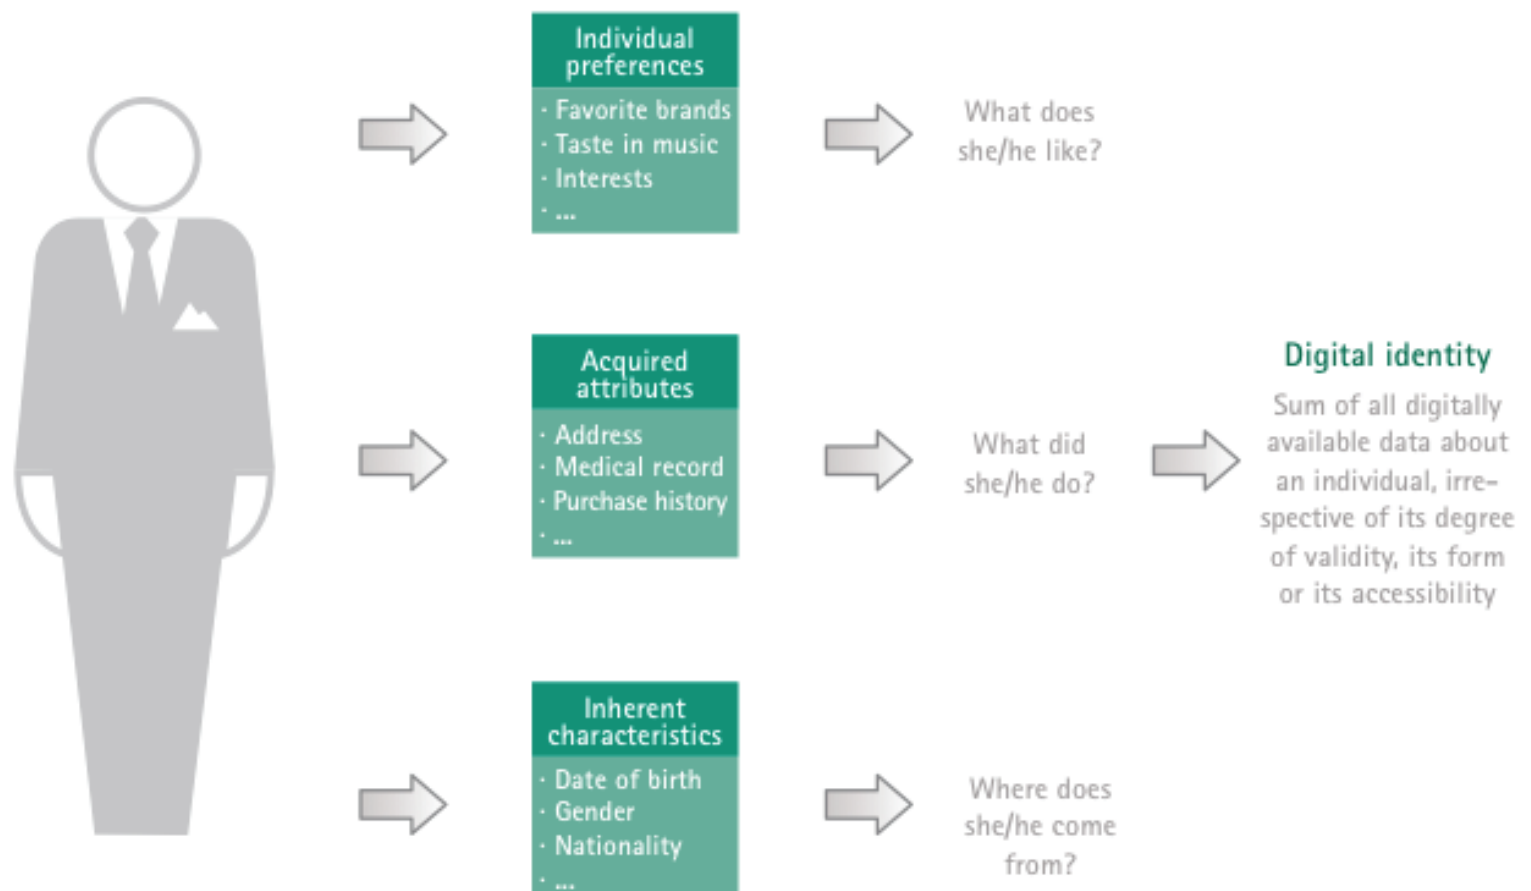 Individual
preferences
· Favorite brands
· Taste in music
· Interests
· ...
What does
she/he like?
Acquired
attributes
· Address
· Medical record
· Purchase history
· ...
What did
she/he do?
Digital identity
Sum of all digitally
available data about
an individual, irre-
spective of its degree
of validity, its form
or its accessibility
Inherent
characteristics
· Date of birth
· Gender
· Nationality
· ...
Where does
she/he come
from?